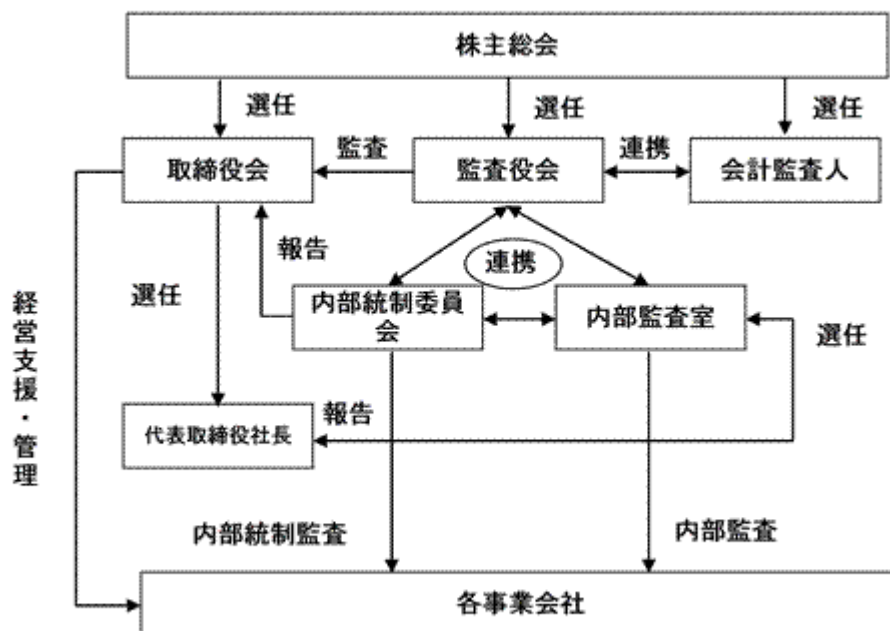 株主総会
選任
選任
選任
取締役会
監査
監査役会
連携
会計監査人
報告
連携
選任
内部統制委員
会
内部監査室
選任
経営支援・管理
代表取締役社長
報告
内部統制監査
内部監査
各事業会社